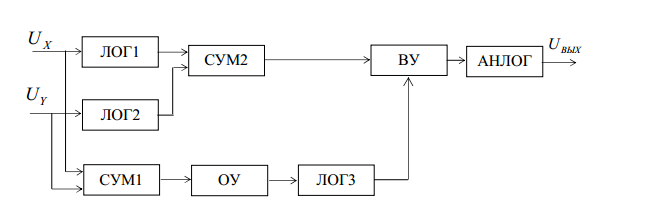 U_X
ЛОГ1
СУМ2
ВУ
АНЛОГ
U_ВЫХ
U_Y
ЛОГ2
СУМ1
ОУ
ЛОГ3